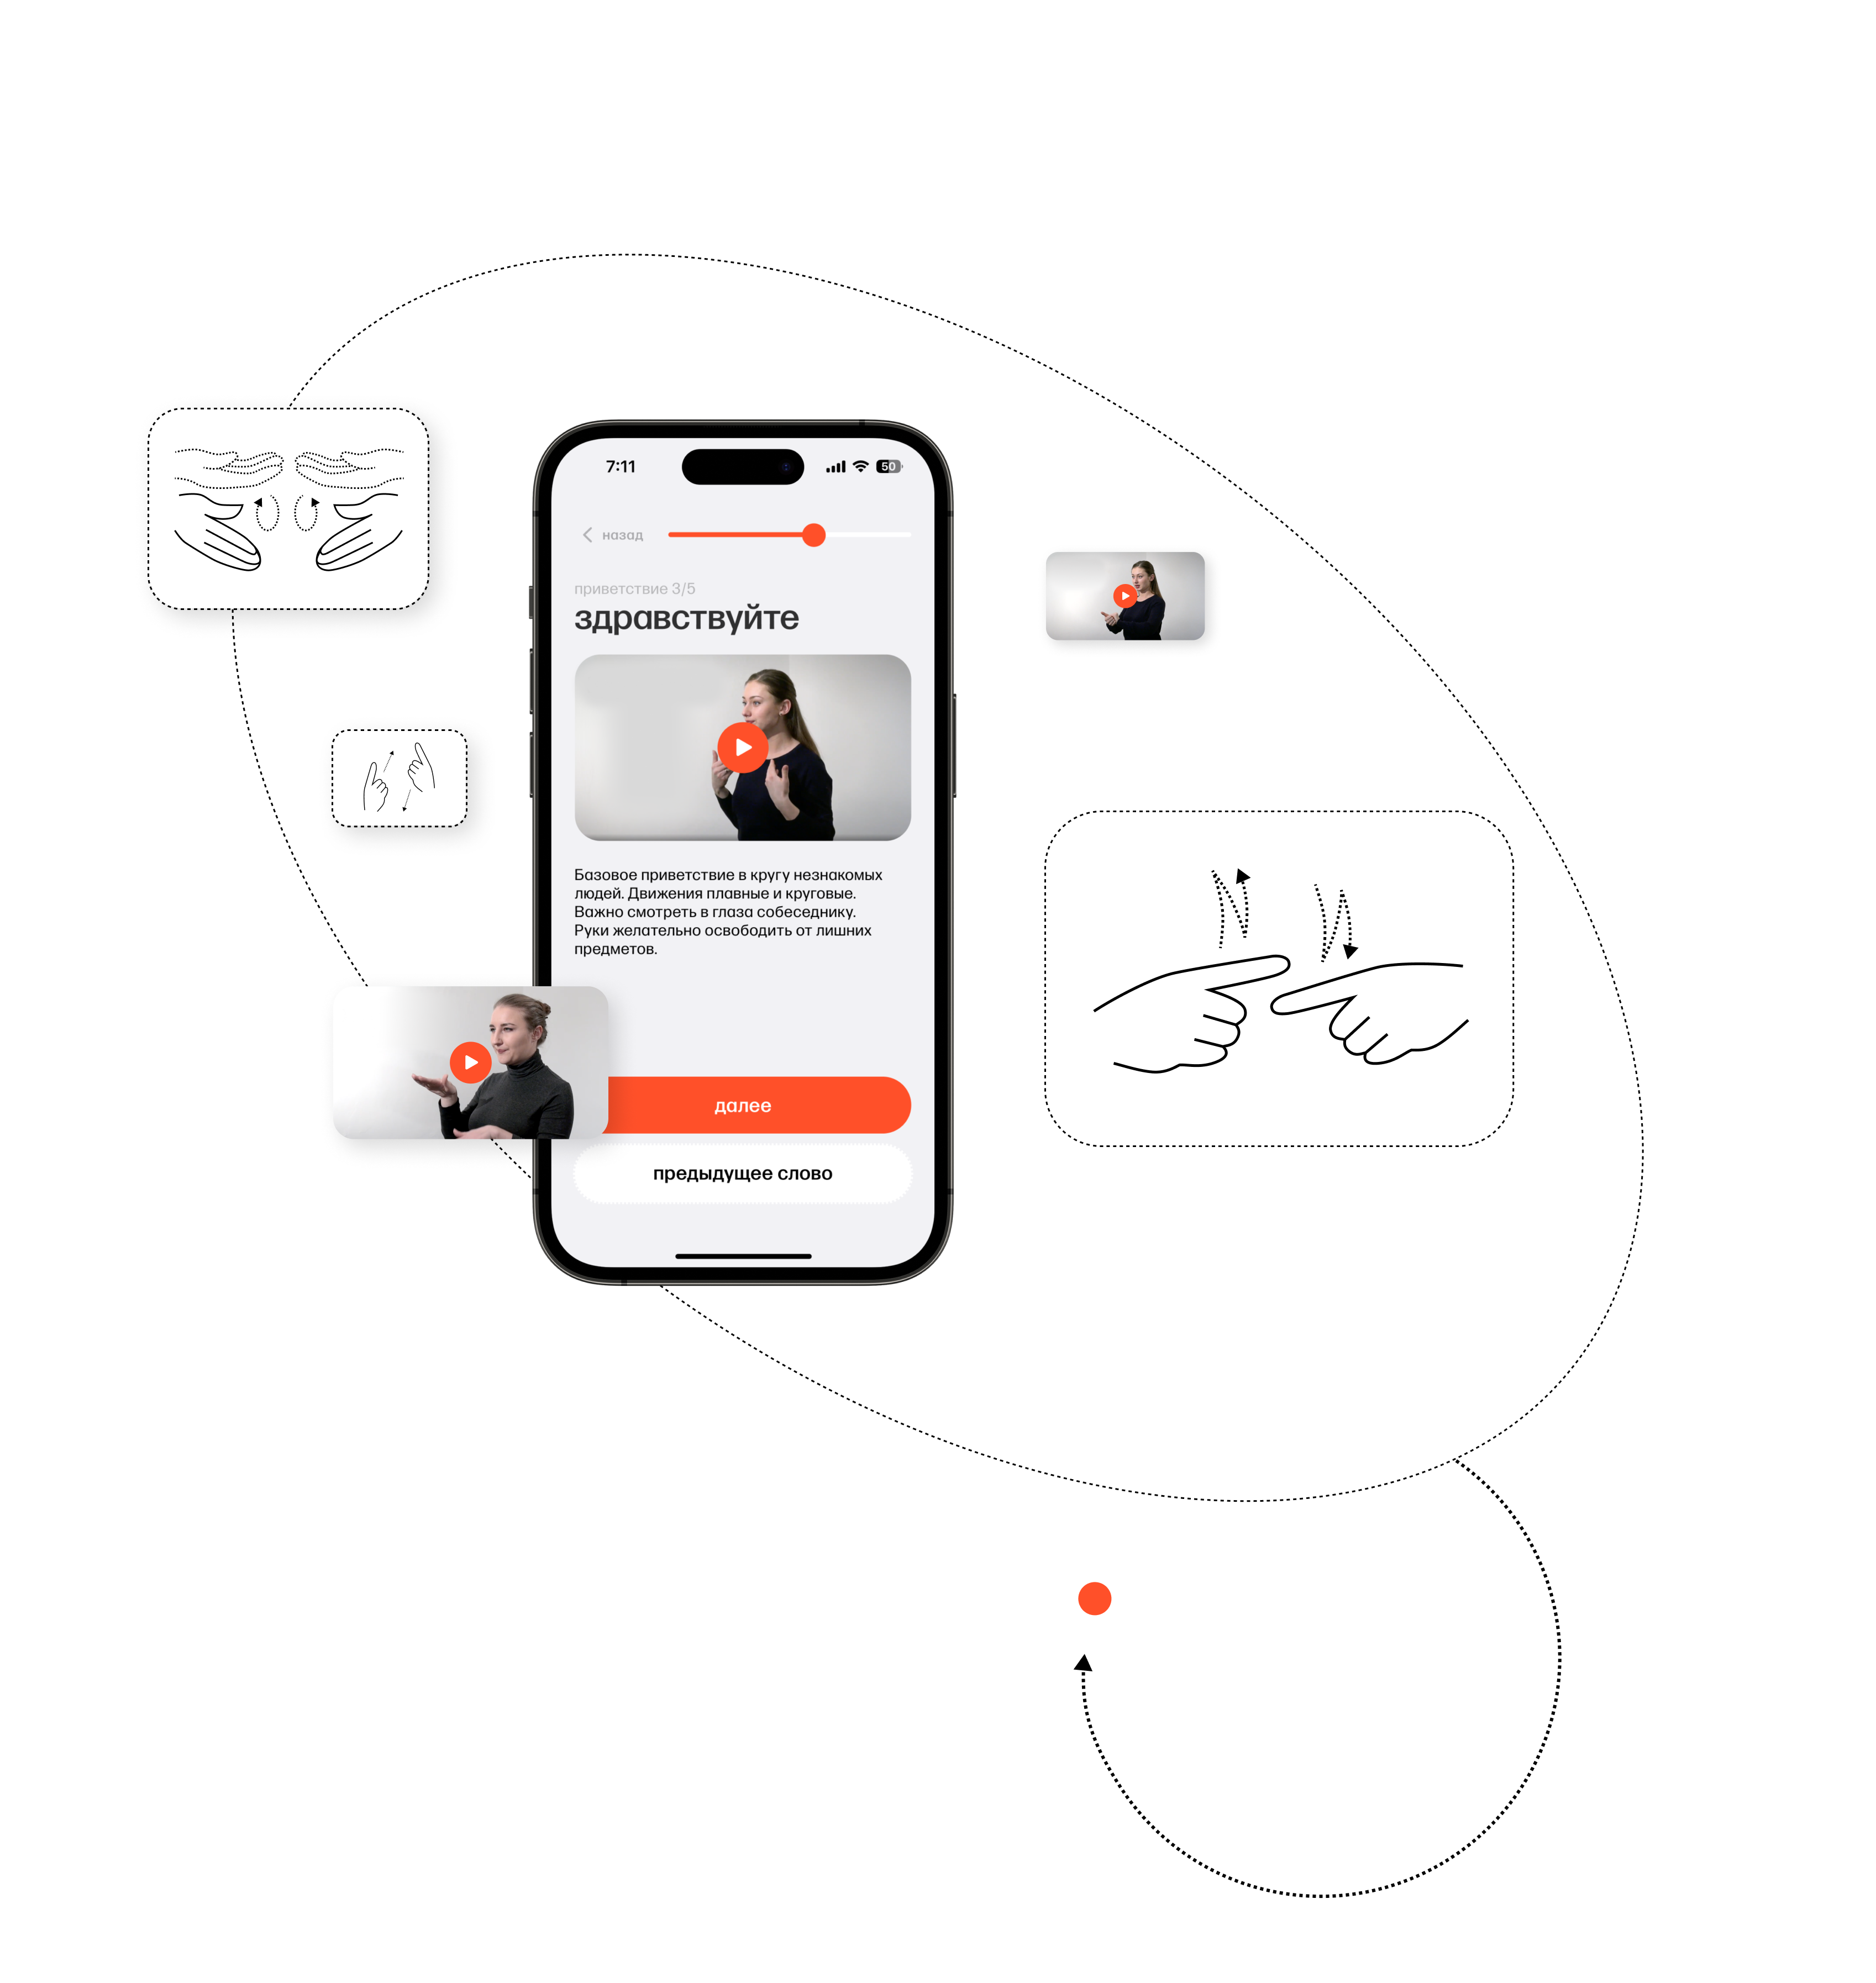 7:11
50
назад
приветствие 3/5
здравствуйте
Базовое приветствие в кругу незнакомых
людей. Движения плавные и круговые.
Важно смотреть в глаза собеседнику.
Руки желательно освободить от лишних
предметов.
далее
предыдущее слово